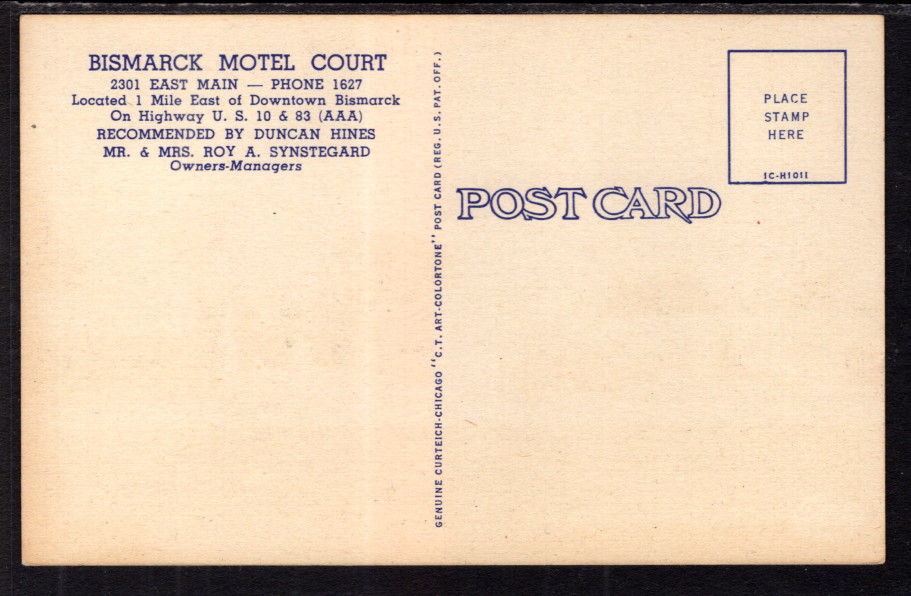 BISMARCK MOTEL COURT
2301 EAST MAIN — PHONE 1627
Located 1 Mile East of Downtown Bismarck
On Highway U. S. 10 & 83 (AAA)
RECOMMENDED BY DUNCAN HINES
MR. & MRS. ROY A. SYNSTEGARD
Owners-Managers
GENUINE CURTEICH-CHICAGO "C.T. ART-COLORTONE" POST CARD (REG. U.S. PAT. OFF.)
POST CARD
PLACE
STAMP
HERE
1C-H1011